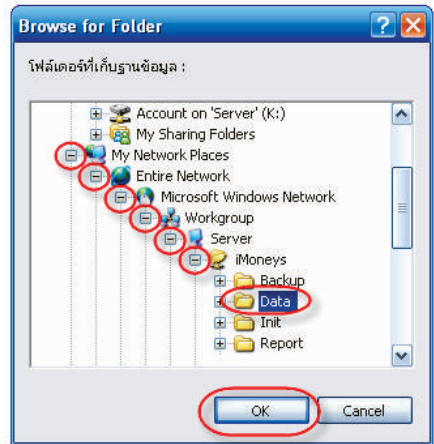 Browse for Folder
โฟลเดอร์ที่เก็บฐานข้อมูล :
Account on 'Server' (K:)
My Sharing Folders
My Network Places
Entire Network
Microsoft Windows Network
Workgroup
Server
iMoneys
Backup
Data
Init
Report
OK Cancel